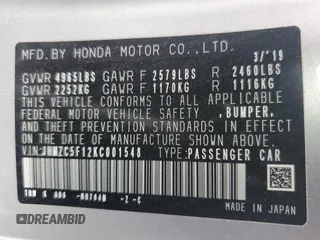 MFD.BY HONDA MOTOR CO.,LTD. 3/'19
GVWR 4965LBS GAWR F 2579LBS R 2460LBS
GVWR 2252KG GAWR F 1170KG R 1116KG
THIS VEHICLE CONFORMS TO ALL APPLICABLE
FEDERAL MOTOR VEHICLE SAFETY, BUMPER,
AND THEFT PREVENTION STANDARDS IN
EFFECT ON THE DATE OF
MANUFACTURE SHOWN ABOVE.
VIN:JHMZC5F12KC001548 TYPE:PASSENGER CAR
MADE IN JAPAN
DREAMBID